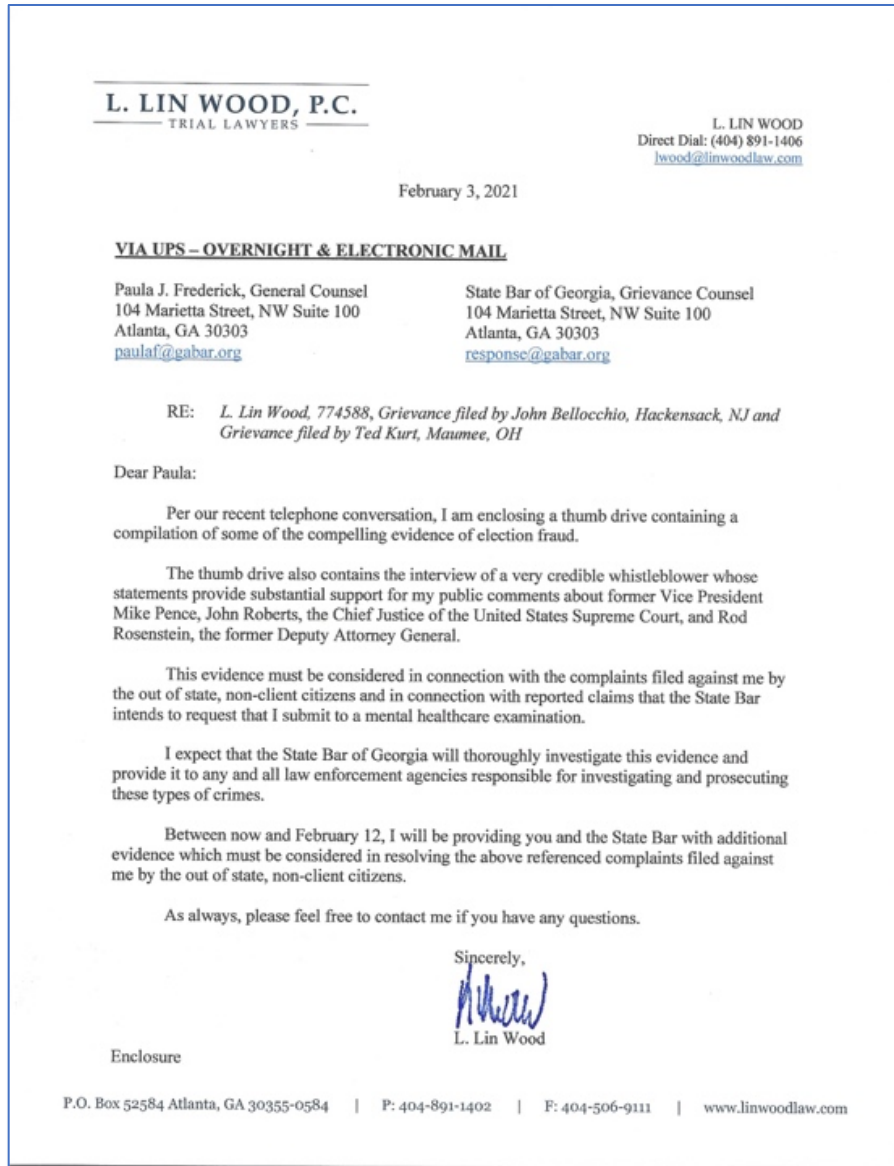 L. LIN WOOD, P.C.
TRIAL LAWYERS
L. LIN WOOD
Direct Dial: (404) 891-1406
lwood@linwoodlaw.com
February 3, 2021
VIA UPS – OVERNIGHT & ELECTRONIC MAIL
Paula J. Frederick, General Counsel
104 Marietta Street, NW Suite 100
Atlanta, GA 30303
paulaf@gabar.org
State Bar of Georgia, Grievance Counsel
104 Marietta Street, NW Suite 100
Atlanta, GA 30303
response@gabar.org
RE: L. Lin Wood, 774588, Grievance filed by John Bellocchio, Hackensack, NJ and
Grievance filed by Ted Kurt, Maumee, OH
Dear Paula:
Per our recent telephone conversation, I am enclosing a thumb drive containing a
compilation of some of the compelling evidence of election fraud.
The thumb drive also contains the interview of a very credible whistleblower whose
statements provide substantial support for my public comments about former Vice President
Mike Pence, John Roberts, the Chief Justice of the United States Supreme Court, and Rod
Rosenstein, the former Deputy Attorney General.
This evidence must be considered in connection with the complaints filed against me by
the out of state, non-client citizens and in connection with reported claims that the State Bar
intends to request that I submit to a mental healthcare examination.
I expect that the State Bar of Georgia will thoroughly investigate this evidence and
provide it to any and all law enforcement agencies responsible for investigating and prosecuting
these types of crimes.
Between now and February 12, I will be providing you and the State Bar with additional
evidence which must be considered in resolving the above referenced complaints filed against
me by the out of state, non-client citizens.
As always, please feel free to contact me if you have any questions.
Sincerely,
L. Lin Wood
Enclosure
P.O. Box 52584 Atlanta, GA 30355-0584 | P: 404-891-1402 | F: 404-506-9111 | www.linwoodlaw.com